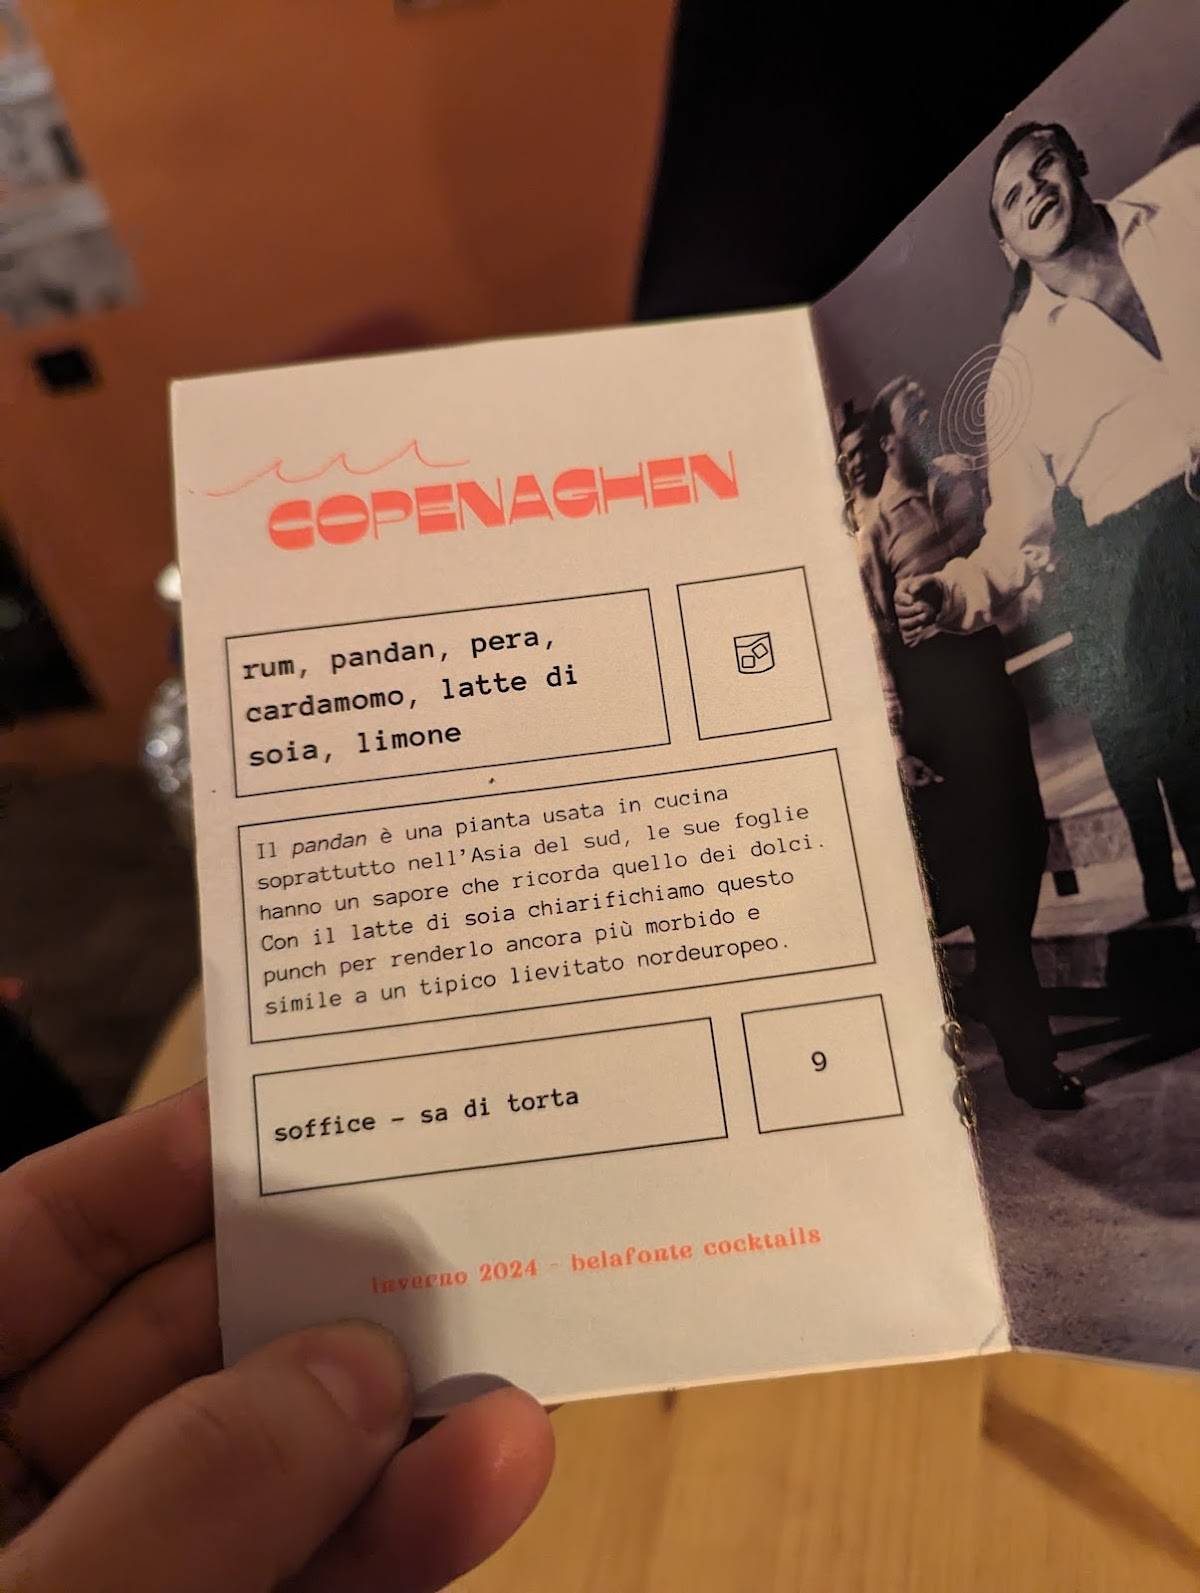 COPENAGHEN
rum, pandan, pera,
cardamomo, latte di
soia, limone
Il pandan è una pianta usata in cucina
soprattutto nell'Asia del sud, le sue foglie
hanno un sapore che ricorda quello dei dolci.
Con il latte di soia chiarifichiamo questo
punch per renderlo ancora più morbido e
simile a un tipico lievitato nordeuropeo.
soffice - sa di torta
9
inverno 2024 - belafonte cocktails